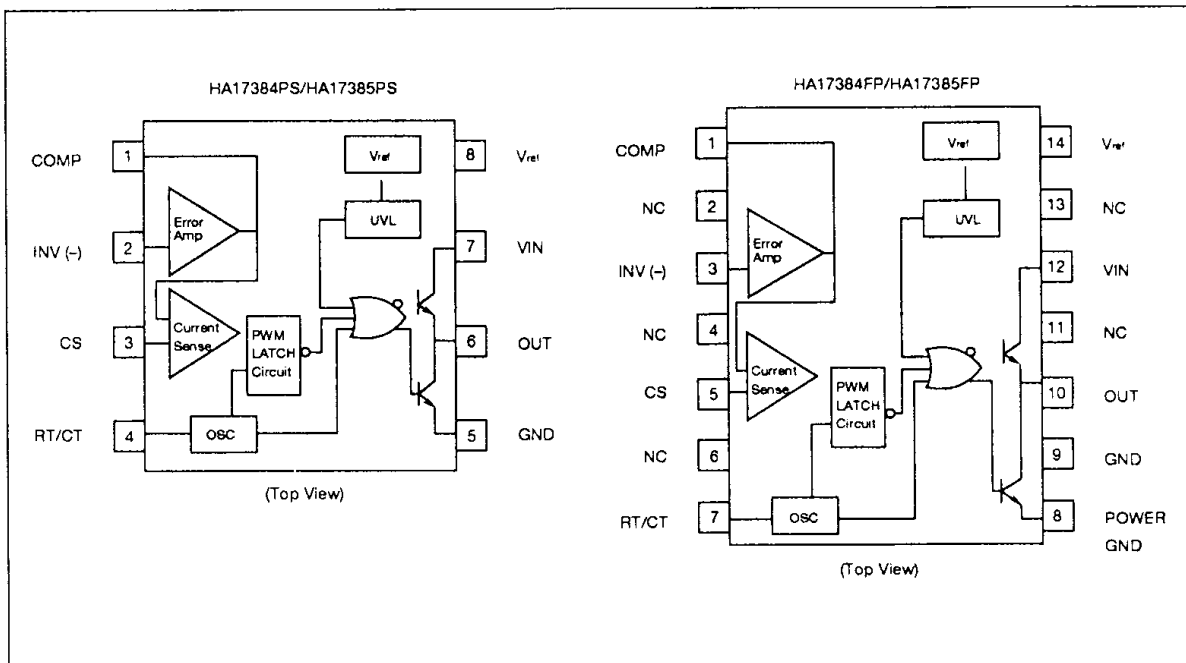 HA17384PS/HA17385PS
COMP 1
8 Vref
Vref
UVL
Error
Amp
INV (−) 2
7 VIN
CS 3
Current
Sense
PWM
LATCH
Circuit
6 OUT
RT/CT 4
OSC
5 GND
(Top View)
HA17384FP/HA17385FP
COMP 1
14 Vref
Vref
NC 2
13 NC
UVL
Error
Amp
INV (−) 3
12 VIN
NC 4
11 NC
Current
Sense
CS 5
PWM
LATCH
Circuit
10 OUT
NC 6
9 GND
RT/CT 7
OSC
8 POWER
GND
(Top View)